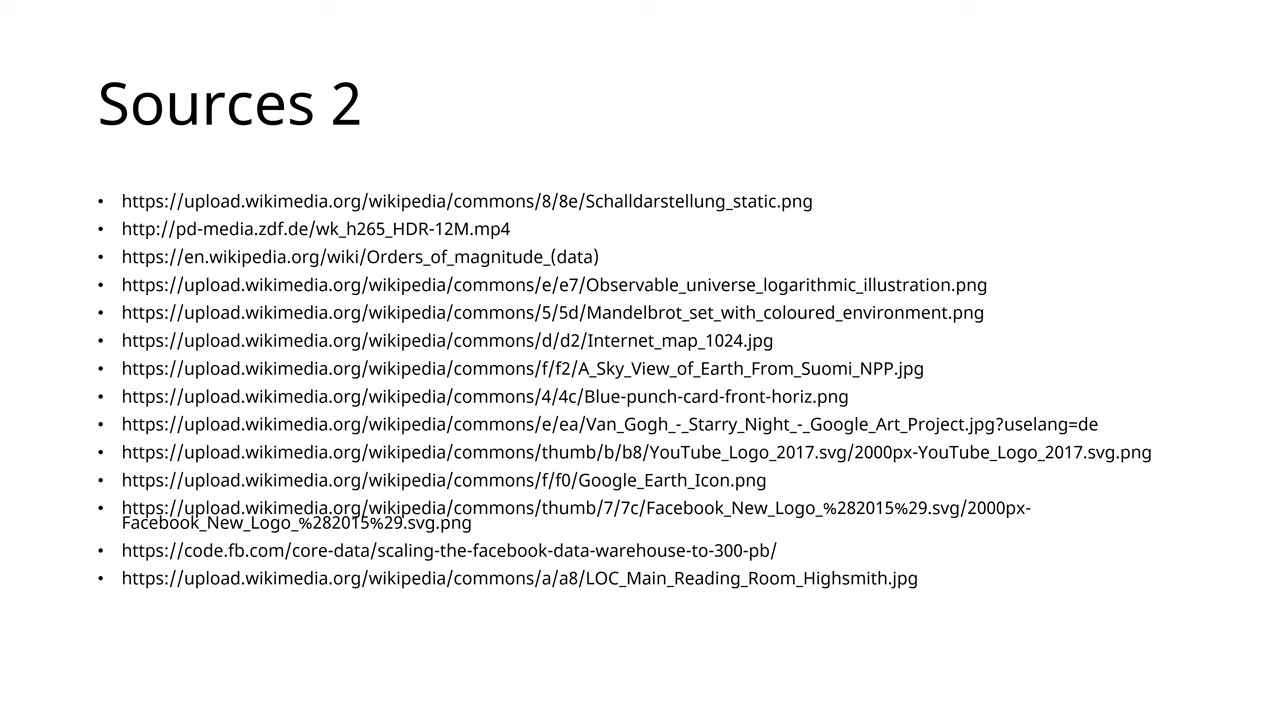 Sources 2
• https://upload.wikimedia.org/wikipedia/commons/8/8e/Schalldarstellung_static.png
• http://pd-media.zdf.de/wk_h265_HDR-12M.mp4
• https://en.wikipedia.org/wiki/Orders_of_magnitude_(data)
• https://upload.wikimedia.org/wikipedia/commons/e/e7/Observable_universe_logarithmic_illustration.png
• https://upload.wikimedia.org/wikipedia/commons/5/5d/Mandelbrot_set_with_coloured_environment.png
• https://upload.wikimedia.org/wikipedia/commons/d/d2/Internet_map_1024.jpg
• https://upload.wikimedia.org/wikipedia/commons/f/f2/A_Sky_View_of_Earth_From_Suomi_NPP.jpg
• https://upload.wikimedia.org/wikipedia/commons/4/4c/Blue-punch-card-front-horiz.png
• https://upload.wikimedia.org/wikipedia/commons/e/ea/Van_Gogh_-_Starry_Night_-_Google_Art_Project.jpg?uselang=de
• https://upload.wikimedia.org/wikipedia/commons/thumb/b/b8/YouTube_Logo_2017.svg/2000px-YouTube_Logo_2017.svg.png
• https://upload.wikimedia.org/wikipedia/commons/f/f0/Google_Earth_Icon.png
• https://upload.wikimedia.org/wikipedia/commons/thumb/7/7c/Facebook_New_Logo_%282015%29.svg/2000px-
Facebook_New_Logo_%282015%29.svg.png
• https://code.fb.com/core-data/scaling-the-facebook-data-warehouse-to-300-pb/
• https://upload.wikimedia.org/wikipedia/commons/a/a8/LOC_Main_Reading_Room_Highsmith.jpg